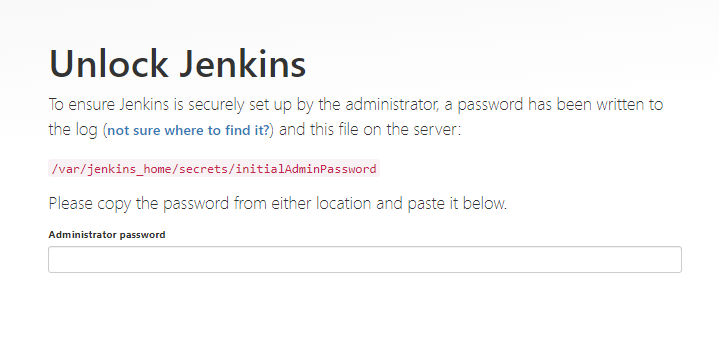 Unlock Jenkins
To ensure Jenkins is securely set up by the administrator, a password has been written to
the log (not sure where to find it?) and this file on the server:
/var/jenkins_home/secrets/initialAdminPassword
Please copy the password from either location and paste it below.
Administrator password